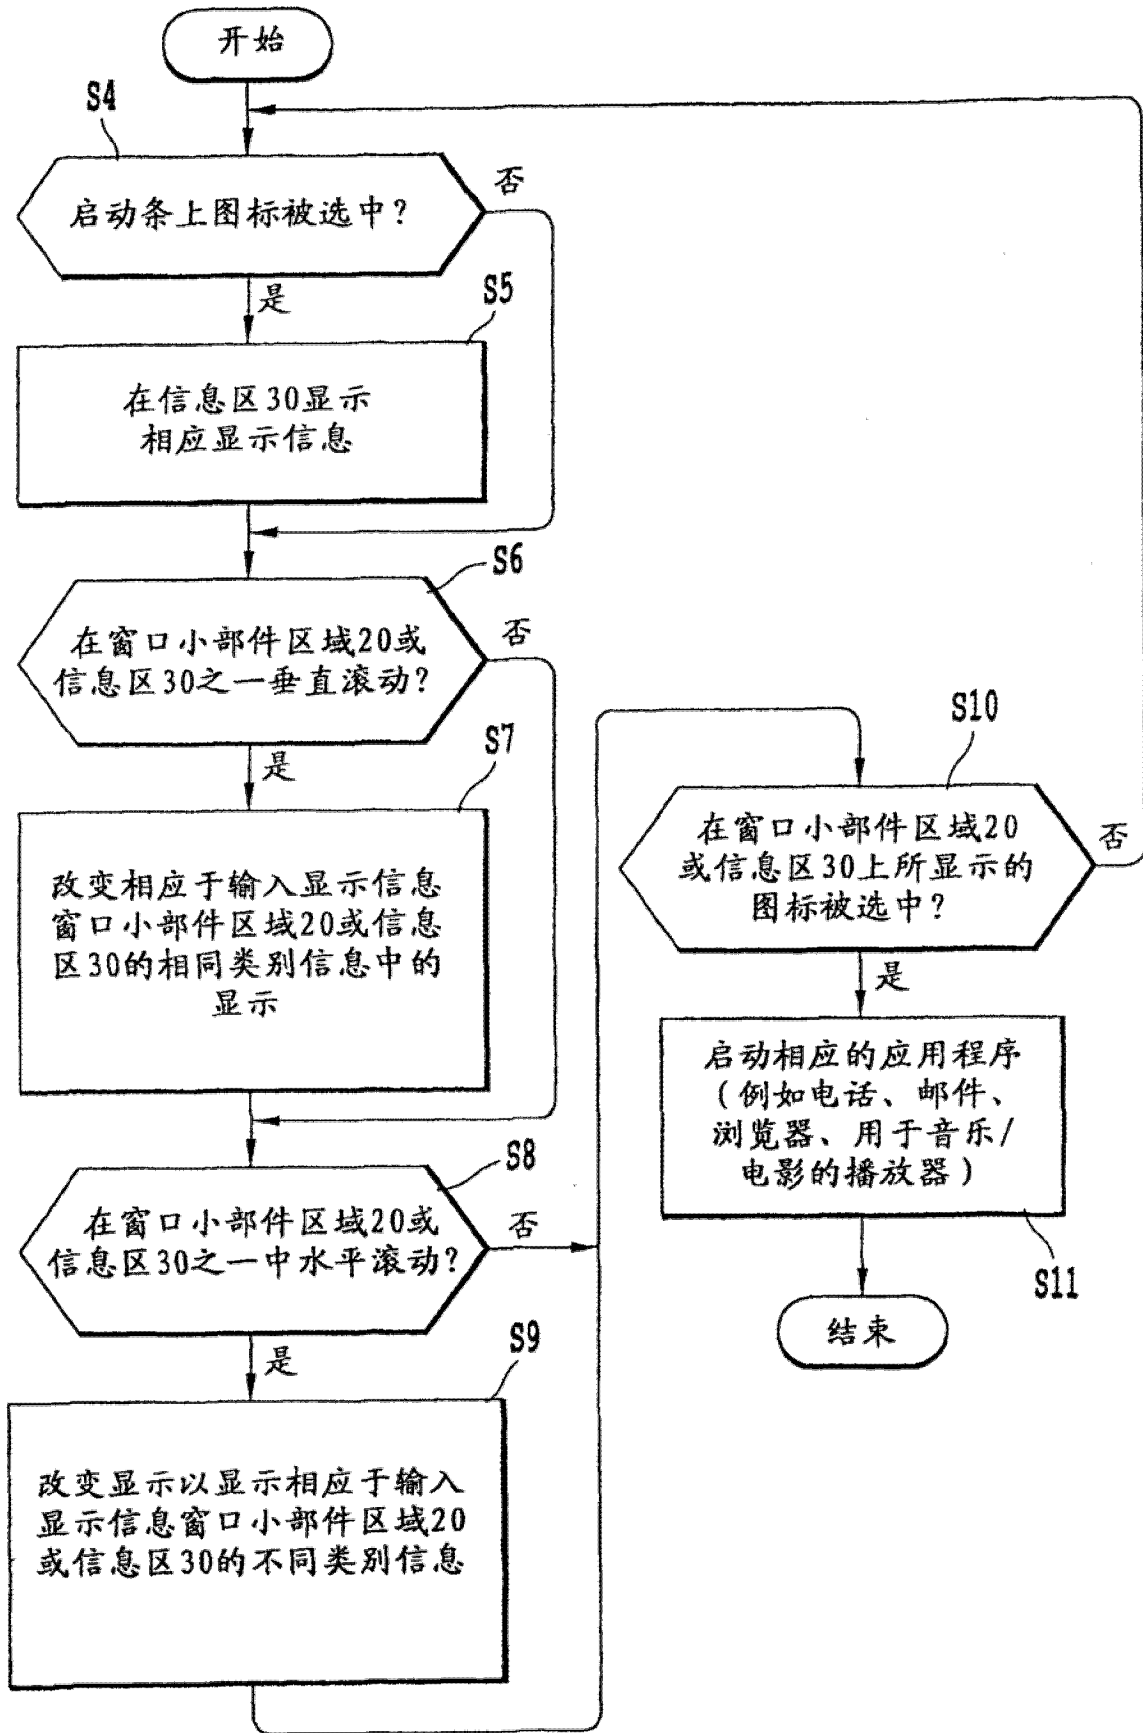 开始
S4
启动条上图标被选中？
否
是
S5
在信息区30显示
相应显示信息
S6
在窗口小部件区域20或
信息区30之一垂直滚动？
否
是
S7
改变相应于输入显示信息
窗口小部件区域20或信息
区30的相同类别信息中的
显示
S8
在窗口小部件区域20或
信息区30之一中水平滚动？
否
是
S9
改变显示以显示相应于输入
显示信息窗口小部件区域20
或信息区30的不同类别信息
S10
在窗口小部件区域20
或信息区30上所显示的
图标被选中？
否
是
启动相应的应用程序
（例如电话、邮件、
浏览器、用于音乐/
电影的播放器）
S11
结束